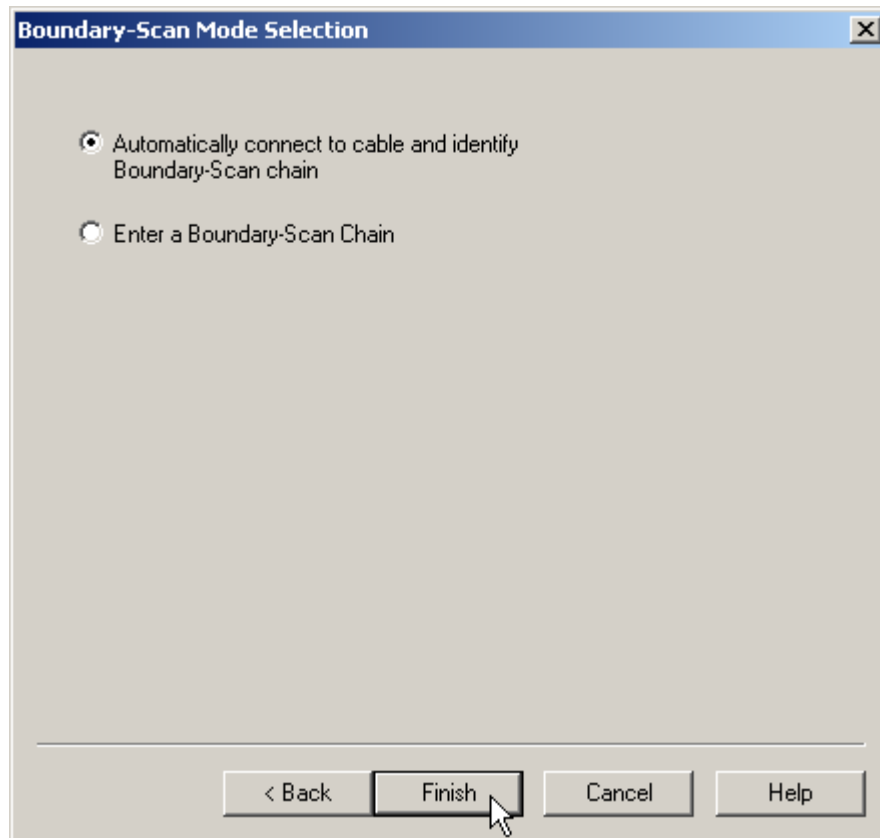 Boundary-Scan Mode Selection
Automatically connect to cable and identify
Boundary-Scan chain
Enter a Boundary-Scan Chain
< Back
Finish
Cancel
Help